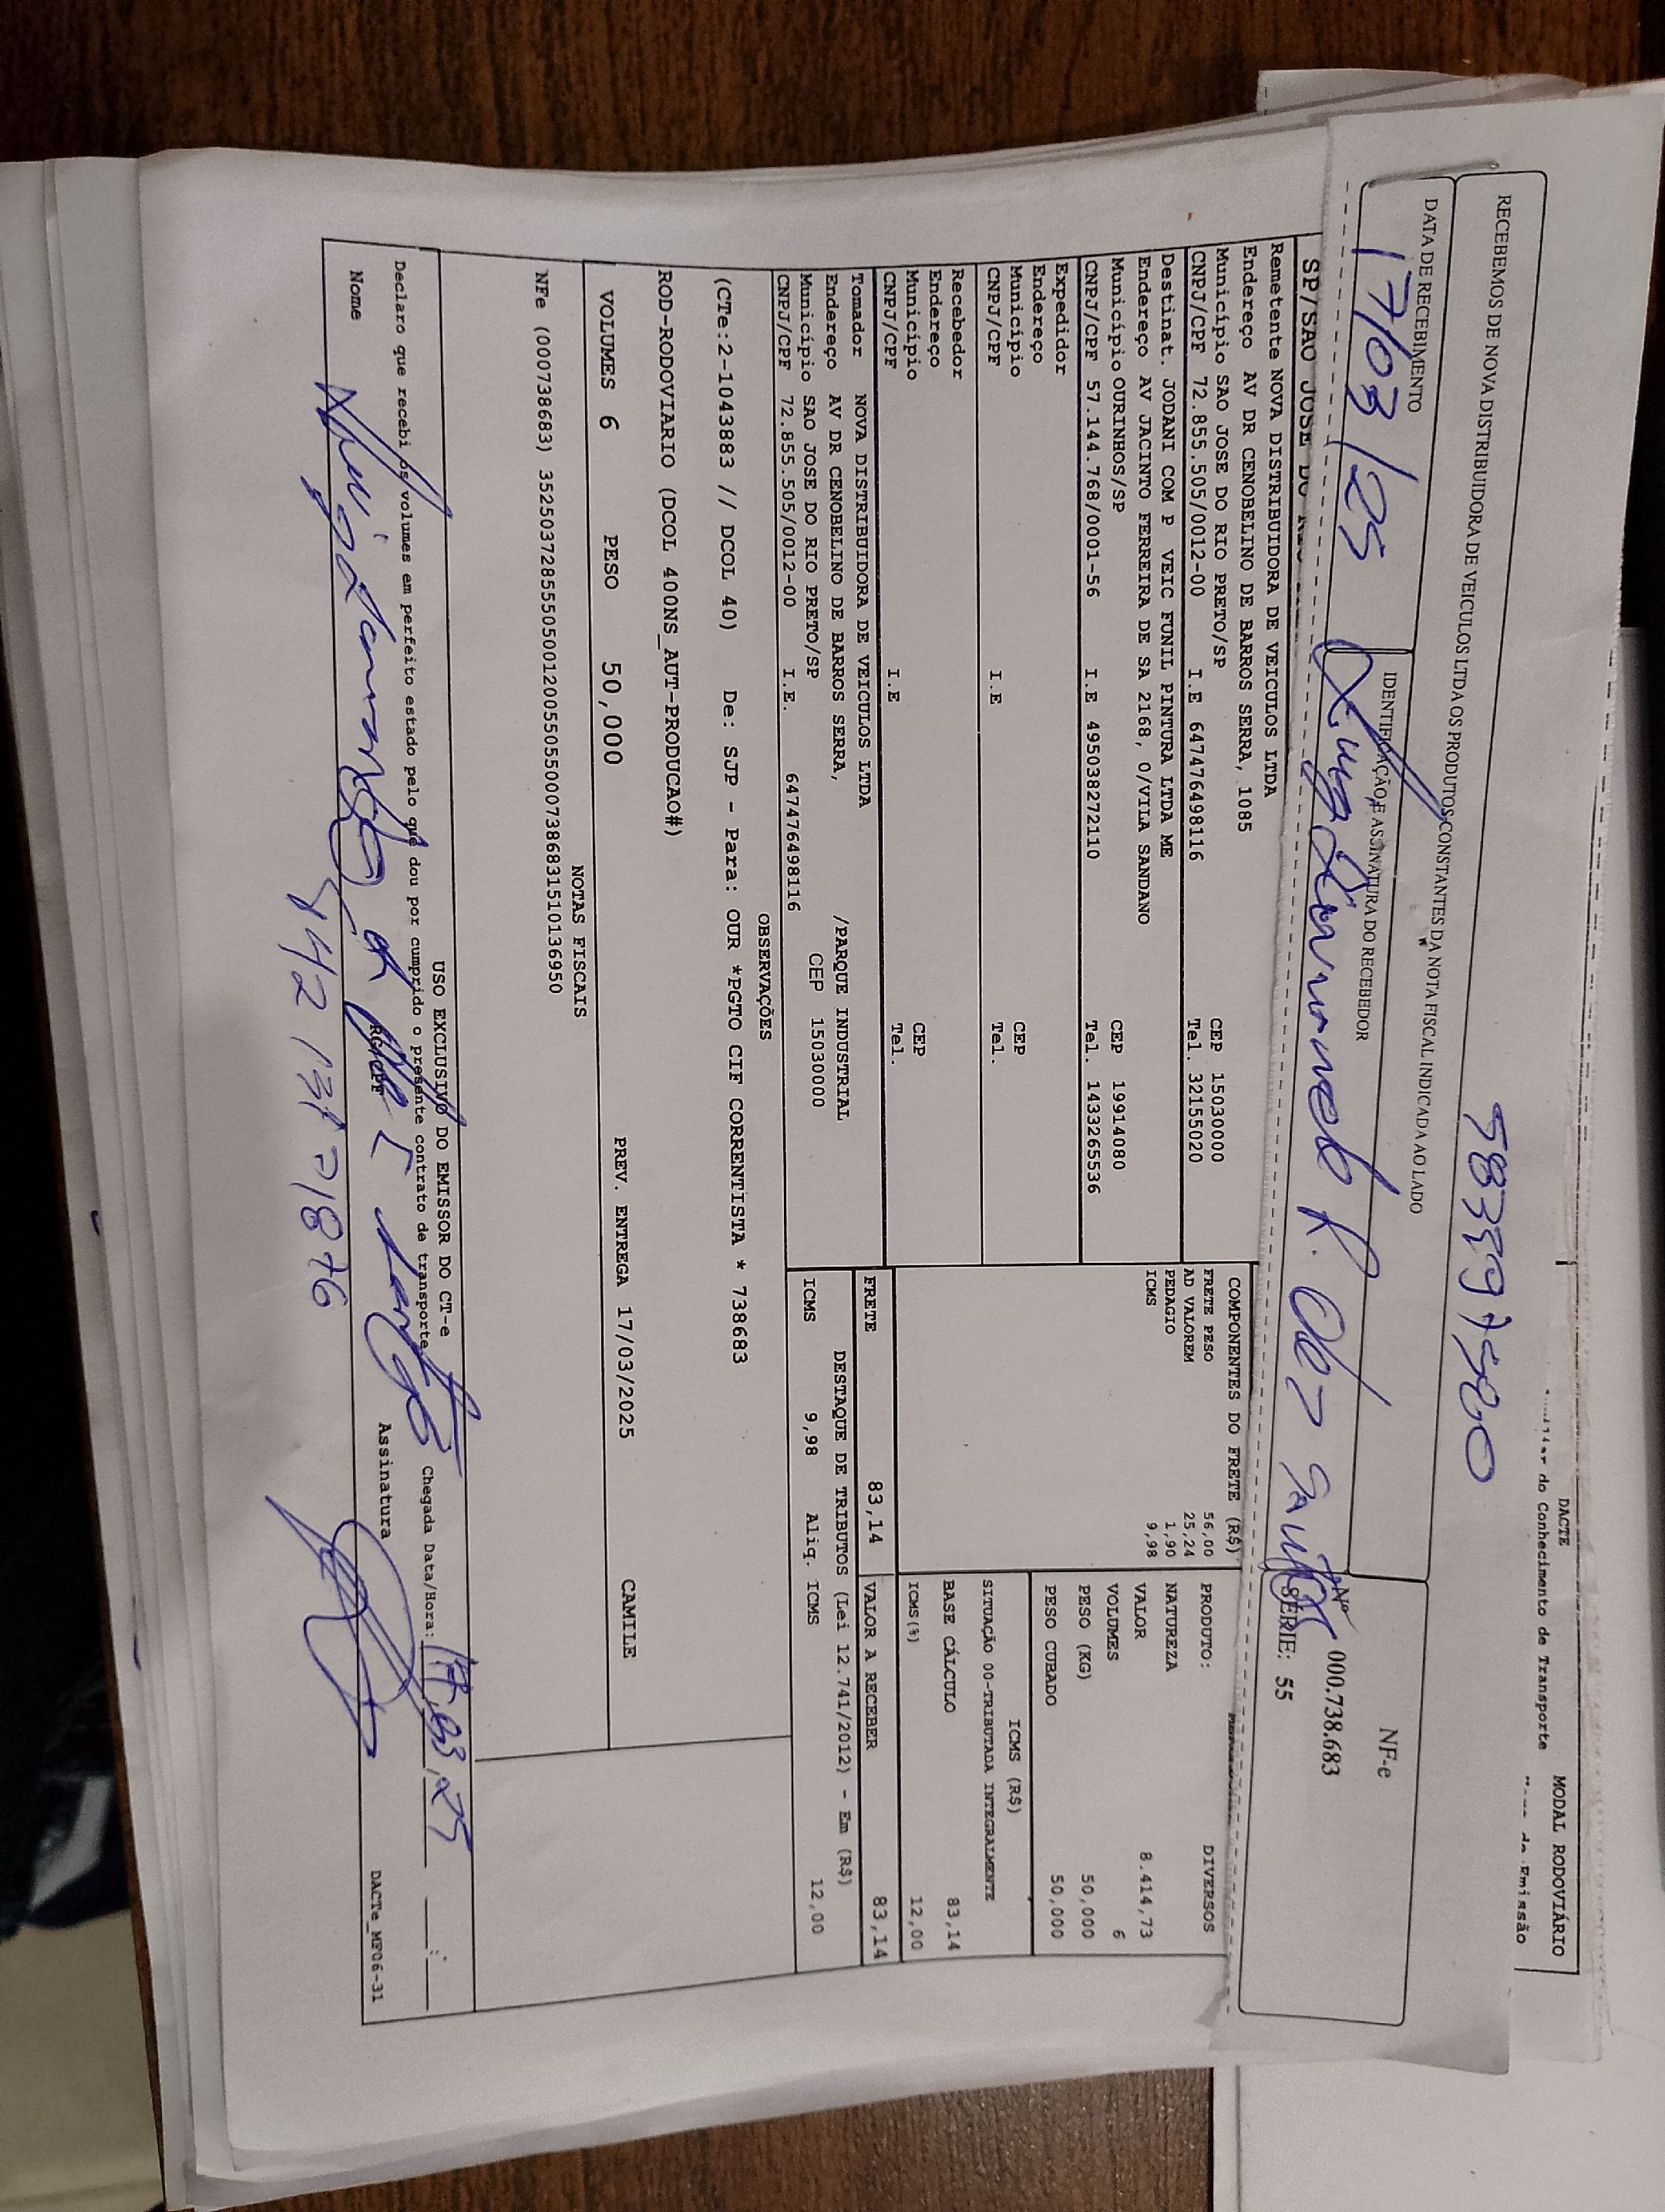 DACTE
do Conhecimento de Transporte
MODAL RODOVIÁRIO
Emissão
RECEBEMOS DE NOVA DISTRIBUIDORA DE VEICULOS LTDA OS PRODUTOS CONSTANTES DA NOTA FISCAL INDICADA AO LADO
DATA DE RECEBIMENTO
17/03/25
IDENTIFICAÇÃO E ASSINATURA DO RECEBEDOR
NF-e
Nº 000.738.683
SÉRIE: 55
SP/SAO JOSE DO
Remetente NOVA DISTRIBUIDORA DE VEICULOS LTDA
Endereço AV DR CENOBELINO DE BARROS SERRA, 1085
Município SAO JOSE DO RIO PRETO/SP CEP 15030000
CNPJ/CPF 72.855.505/0012-00 I.E 647476498116 Tel. 32155020
Destinat. JODANI COM P VEIC FUNIL PINTURA LTDA ME
Endereço AV JACINTO FERREIRA DE SA 2168, 0/VILA SANDANO
Município OURINHOS/SP CEP 19914080
CNPJ/CPF 57.144.768/0001-56 I.E 495038272110 Tel. 1433265536
Expedidor
Endereço
Município CEP
CNPJ/CPF I.E Tel.
Recebedor
Endereço
Município CEP
CNPJ/CPF I.E Tel.
Tomador NOVA DISTRIBUIDORA DE VEICULOS LTDA
Endereço AV DR CENOBELINO DE BARROS SERRA, /PARQUE INDUSTRIAL
Município SAO JOSE DO RIO PRETO/SP CEP 15030000
CNPJ/CPF 72.855.505/0012-00 I.E. 647476498116
COMPONENTES DO FRETE (R$)
FRETE PESO 56,00
AD VALOREM 25,24
PEDAGIO 1,90
ICMS 9,98
PRODUTO: DIVERSOS
NATUREZA
VALOR 8.414,73
VOLUMES 6
PESO (KG) 50,000
PESO CUBADO 50,000
ICMS (R$)
SITUAÇÃO 00-TRIBUTADA INTEGRALMENTE
BASE CÁLCULO 83,14
ICMS(%) 12,00
FRETE 83,14
VALOR A RECEBER 83,14
DESTAQUE DE TRIBUTOS (Lei 12.741/2012) - Em (R$)
ICMS 9,98 Aliq. ICMS 12,00
OBSERVAÇÕES
(CTe:2-1043883 // DCOL 40) De: SJP - Para: OUR *PGTO CIF CORRENTISTA * 738683
ROD-RODOVIARIO (DCOL 400NS_AUT-PRODUCAO#)
VOLUMES 6 PESO 50,000 PREV. ENTREGA 17/03/2025 CAMILE
NOTAS FISCAIS
NFe (000738683) 35250372855505001200550550007386831510136950
USO EXCLUSIVO DO EMISSOR DO CT-e
Declaro que recebi os volumes em perfeito estado pelo que dou por cumprido o presente contrato de transporte
Chegada Data/Hora: 17,03,25
Nome
RG/CPF
Assinatura
DACTe_MF06-31